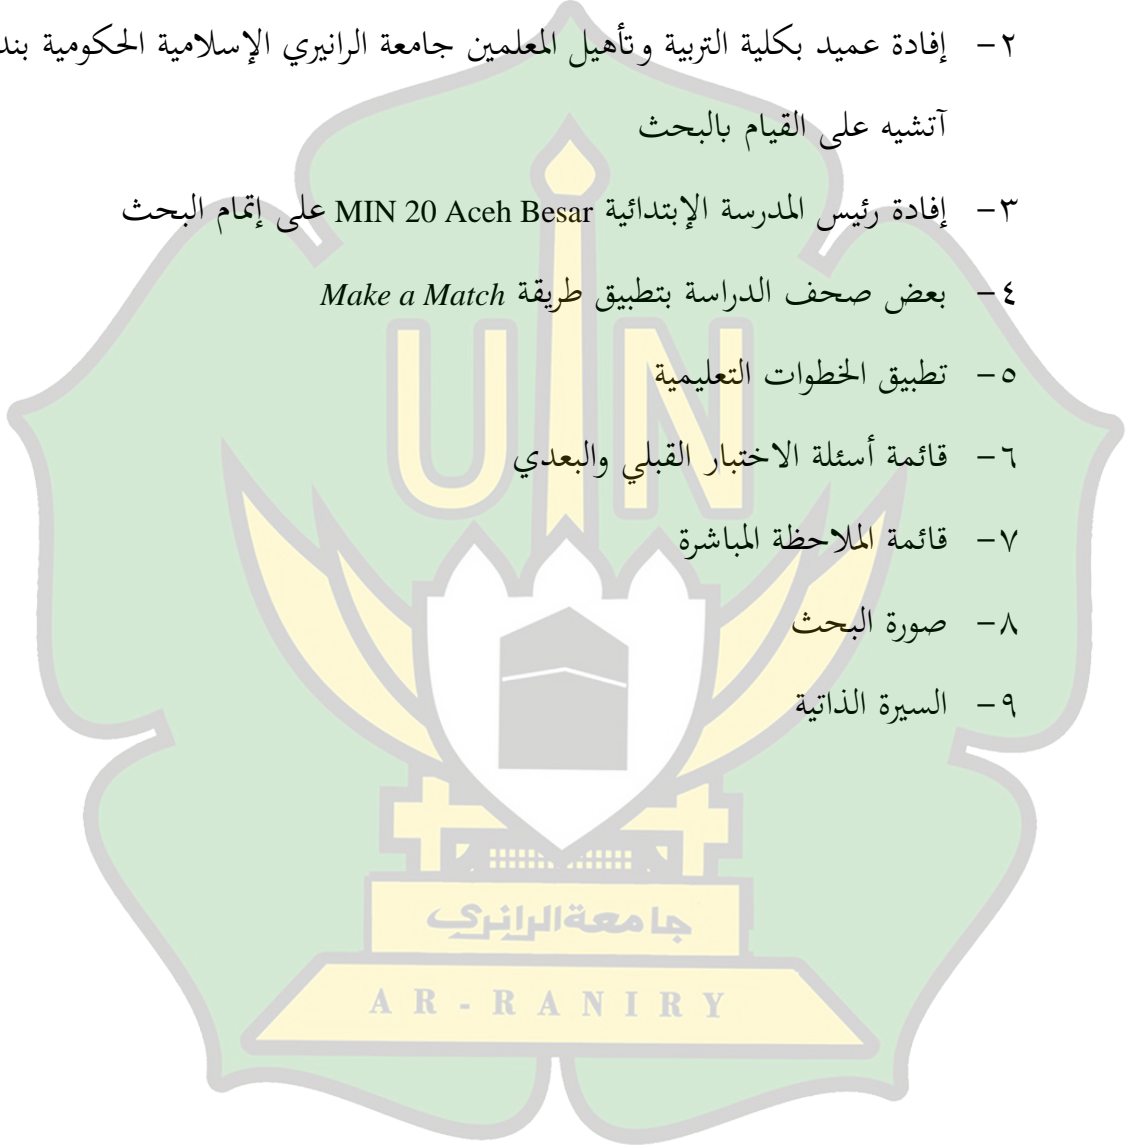 ٢- إفادة عميد بكلية التربية وتأهيل المعلمين جامعة الرانيري الإسلامية الحكومية بند
آتشيه على القيام بالبحث
٣- إفادة رئيس المدرسة الإبتدائية MIN 20 Aceh Besar على إتمام البحث
٤- بعض صحف الدراسة بتطبيق طريقة Make a Match
٥- تطبيق الخطوات التعليمية
٦- قائمة أسئلة الاختبار القبلي والبعدي
٧- قائمة الملاحظة المباشرة
٨- صورة البحث
٩- السيرة الذاتية
UIN
جامعة الرانري
AR-RANIRY